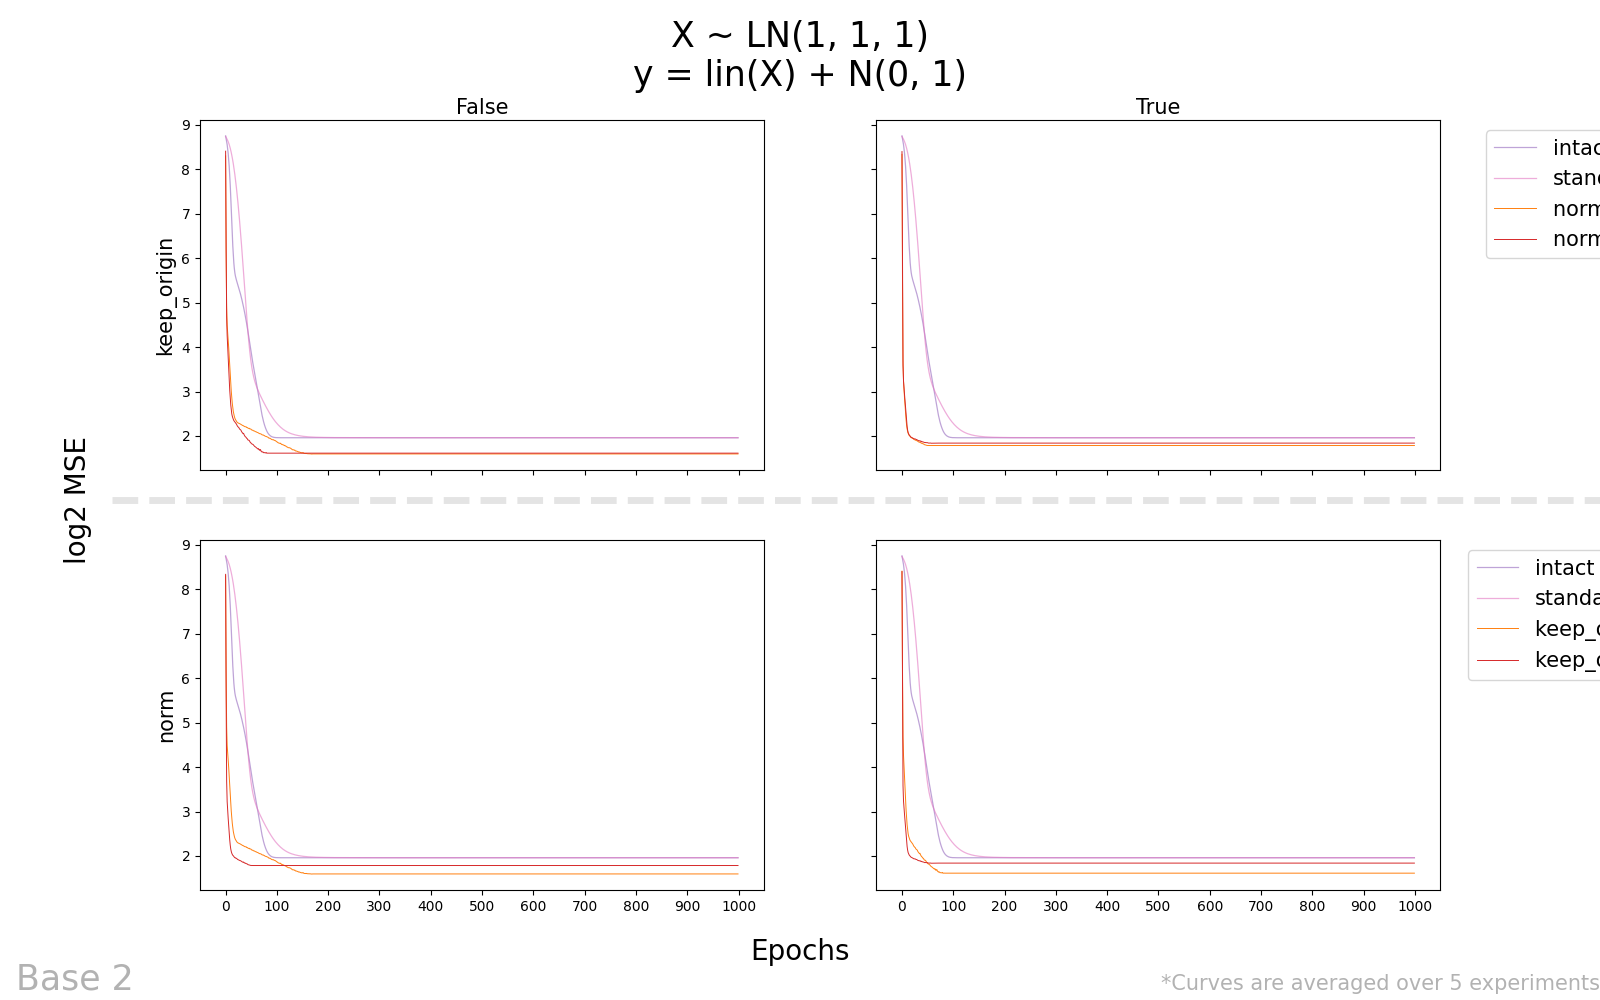 X ~ LN(1, 1, 1)
y = lin(X) + N(0, 1)
False
True
keep_origin
9
8
7
6
5
4
3
2
intac
stand
norm
norm
log2 MSE
norm
9
8
7
6
5
4
3
2
0 100 200 300 400 500 600 700 800 900 1000
0 100 200 300 400 500 600 700 800 900 1000
intact
standa
keep_o
keep_o
Epochs
Base 2
*Curves are averaged over 5 experiments